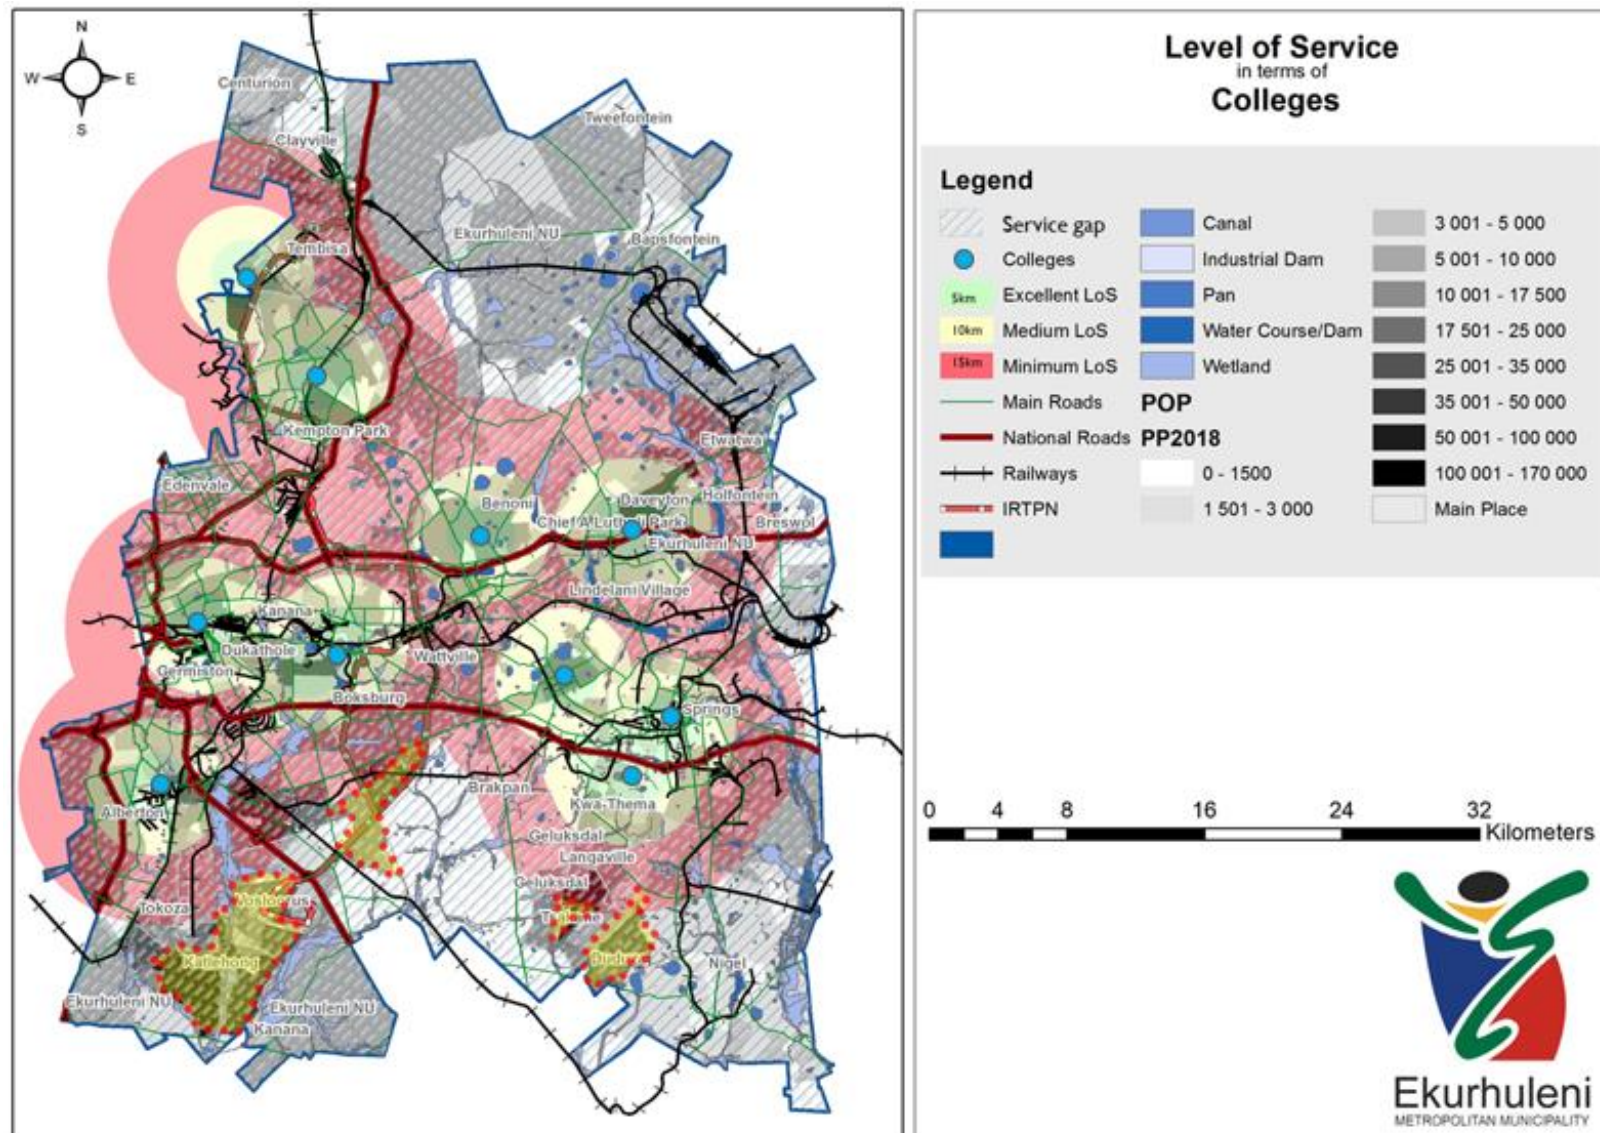 N
W E
S
Centurion
Tweefontein
Clayville
Ekurhuleni NU
Bapsfontein
Tembisa
Kempton Park
Etwatwa
Edenvale
Benoni
Daveyton
Holfontein
Chief A Luthuli Park
Breswol
Ekurhuleni NU
Lindelani Village
Kanana
Dukathole
Wattville
Germiston
Boksburg
Springs
Brakpan
Kwa-Thema
Alberton
Geluksdal
Langaville
Geluksdal
Vosloorus
Tokoza
Katlehong
Nigel
Ekurhuleni NU
Ekurhuleni NU
Kanana
Level of Service
in terms of
Colleges
Legend
Service gap
Colleges
5km Excellent LoS
10km Medium LoS
15km Minimum LoS
Main Roads
National Roads
Railways
IRTPN
Canal
Industrial Dam
Pan
Water Course/Dam
Wetland
POP
PP2018
0 - 1500
1 501 - 3 000
3 001 - 5 000
5 001 - 10 000
10 001 - 17 500
17 501 - 25 000
25 001 - 35 000
35 001 - 50 000
50 001 - 100 000
100 001 - 170 000
Main Place
0 4 8 16 24 32
Kilometers
Ekurhuleni
METROPOLITAN MUNICIPALITY